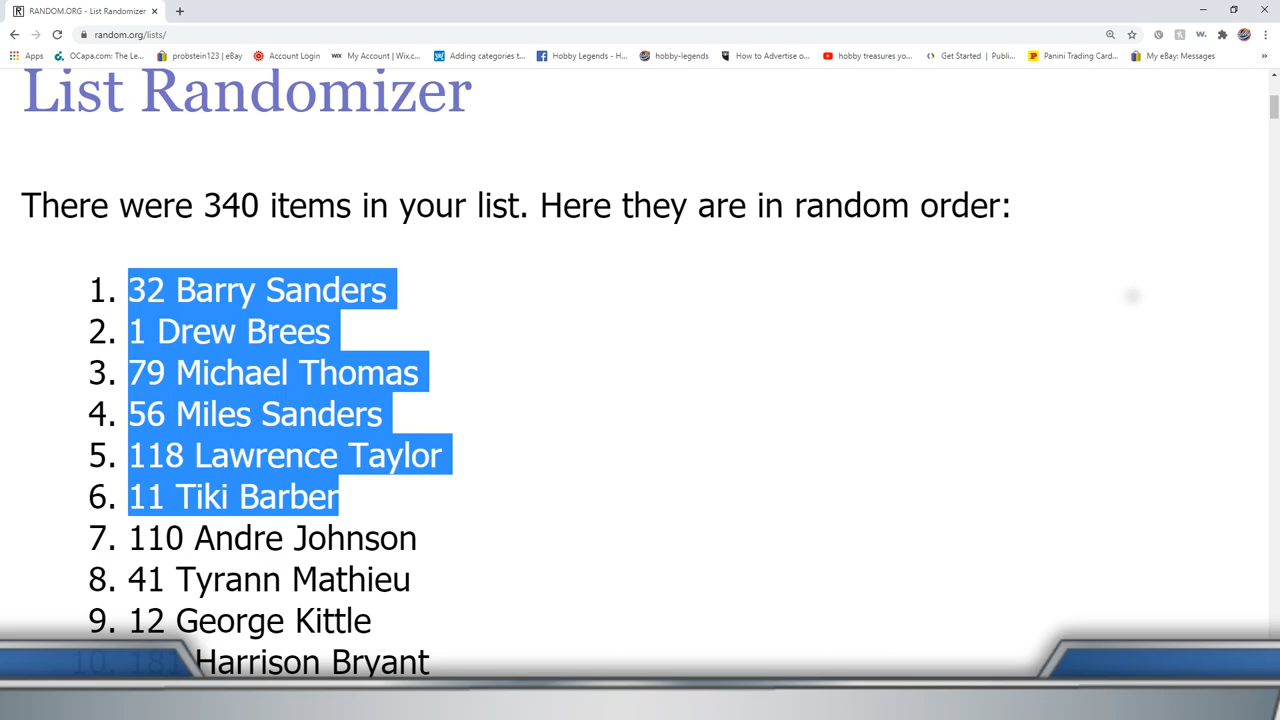 RANDOM.ORG - List Randomizer
random.org/lists/
Apps OCapa.com: The Le... probstein123 | eBay Account Login My Account | Wix.c... Adding categories t... Hobby Legends - H... hobby-legends How to Advertise o... hobby treasures yo... Get Started | Publi... Panini Trading Card... My eBay: Messages »
List Randomizer
There were 340 items in your list. Here they are in random order:
1. 32 Barry Sanders
2. 1 Drew Brees
3. 79 Michael Thomas
4. 56 Miles Sanders
5. 118 Lawrence Taylor
6. 11 Tiki Barber
7. 110 Andre Johnson
8. 41 Tyrann Mathieu
9. 12 George Kittle
10. 181 Harrison Bryant